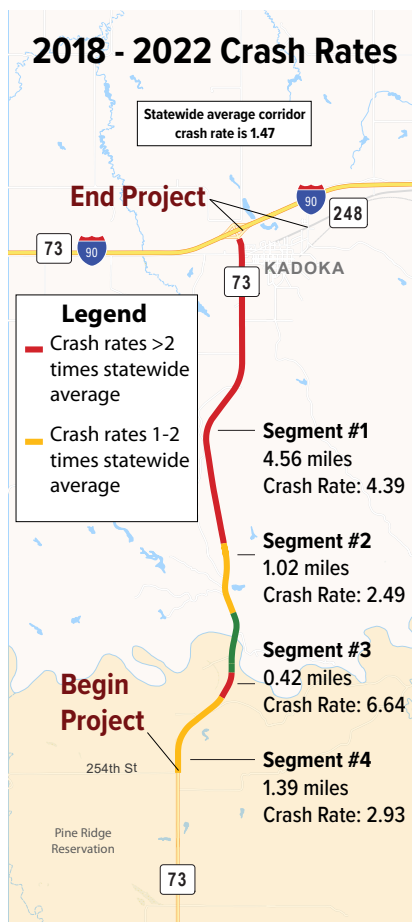 2018 - 2022 Crash Rates
Statewide average corridor
crash rate is 1.47
End Project
90
248
73
90
KADOKA
73
Legend
Crash rates >2
times statewide
average
Crash rates 1-2
times statewide
average
Segment #1
4.56 miles
Crash Rate: 4.39
Segment #2
1.02 miles
Crash Rate: 2.49
Segment #3
0.42 miles
Crash Rate: 6.64
Begin
Project
Segment #4
1.39 miles
Crash Rate: 2.93
254th St
Pine Ridge
Reservation
73